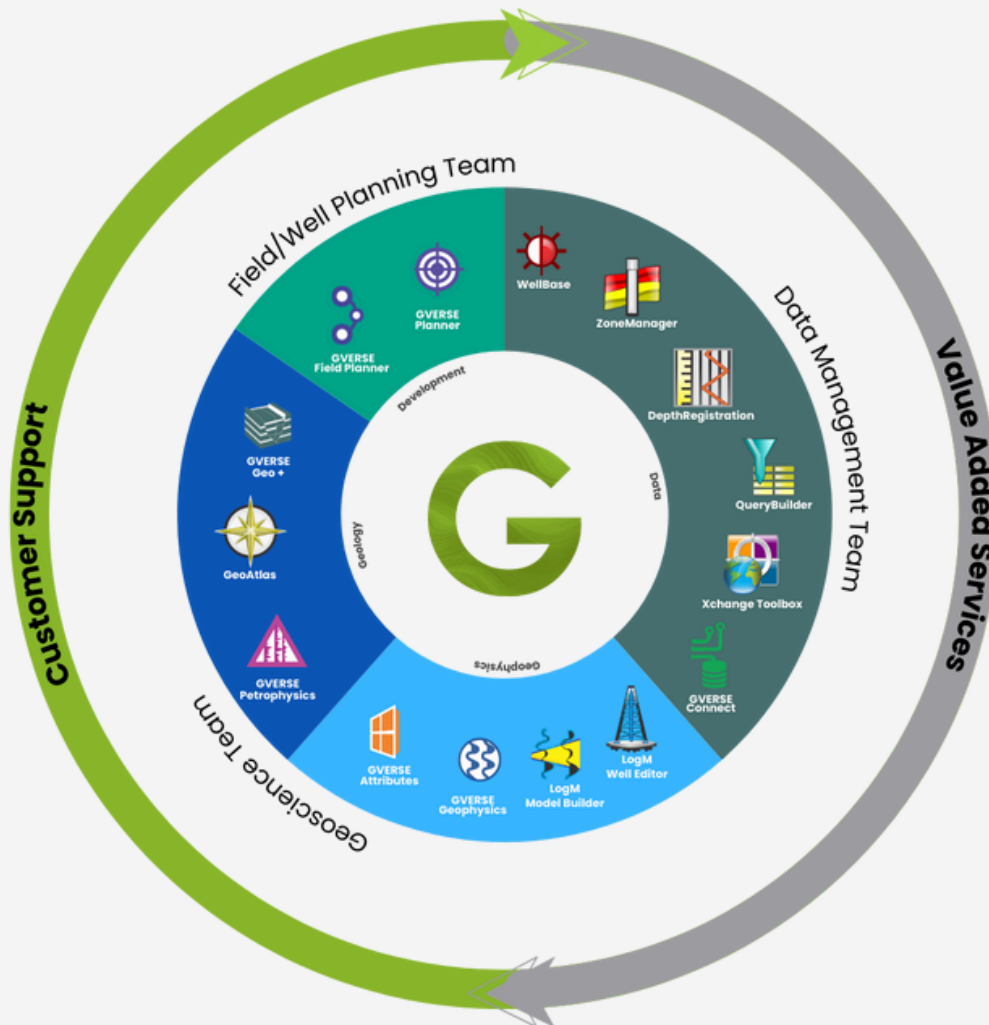 Field/Well Planning Team
Data Management Team
Geoscience Team
Customer Support
Value Added Services
GVERSE
Planner
GVERSE
Field Planner
Development
WellBase
ZoneManager
DepthRegistration
QueryBuilder
Xchange Toolbox
GVERSE
Connect
Data
GVERSE
Geo +
GeoAtlas
GVERSE
Petrophysics
Geology
Geophysics
GVERSE
Attributes
GVERSE
Geophysics
LogM
Model Builder
LogM
Well Editor
G